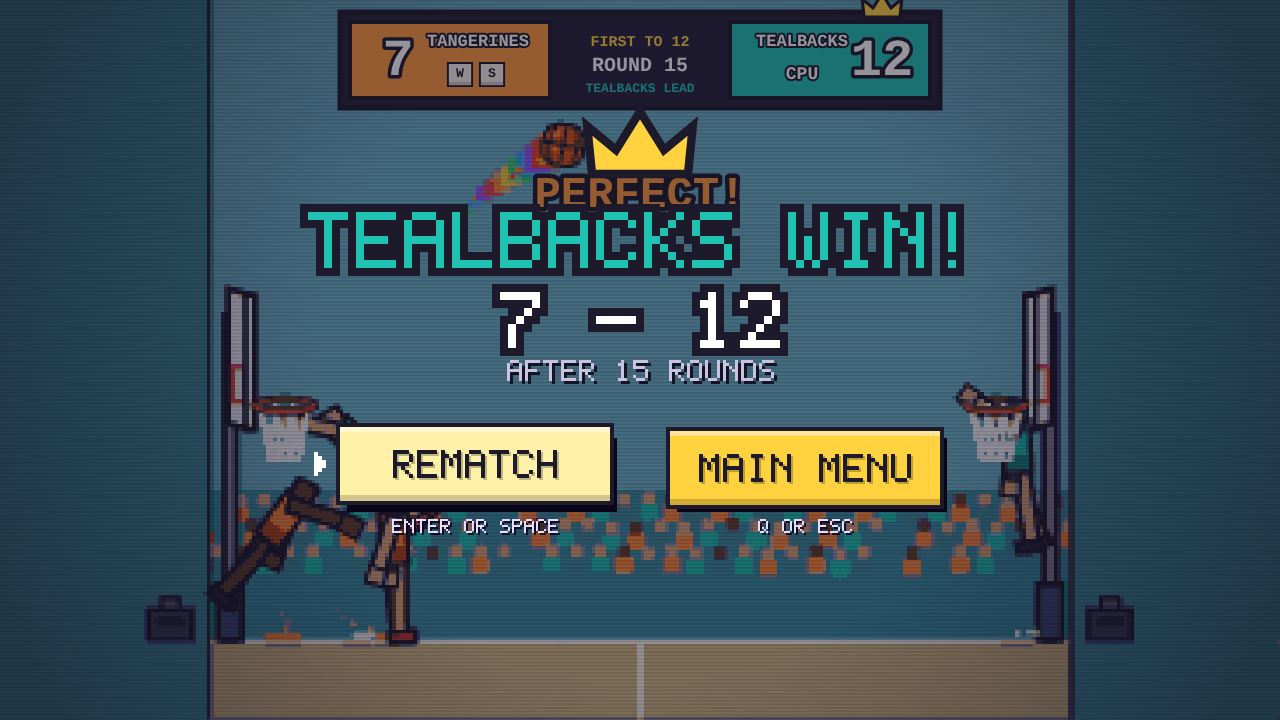 7
TANGERINES
W S
FIRST TO 12
ROUND 15
TEALBACKS LEAD
TEALBACKS
CPU
12
PERFECT!
TEALBACKS WIN!
7 - 12
AFTER 15 ROUNDS
REMATCH
MAIN MENU
ENTER OR SPACE
Q OR ESC